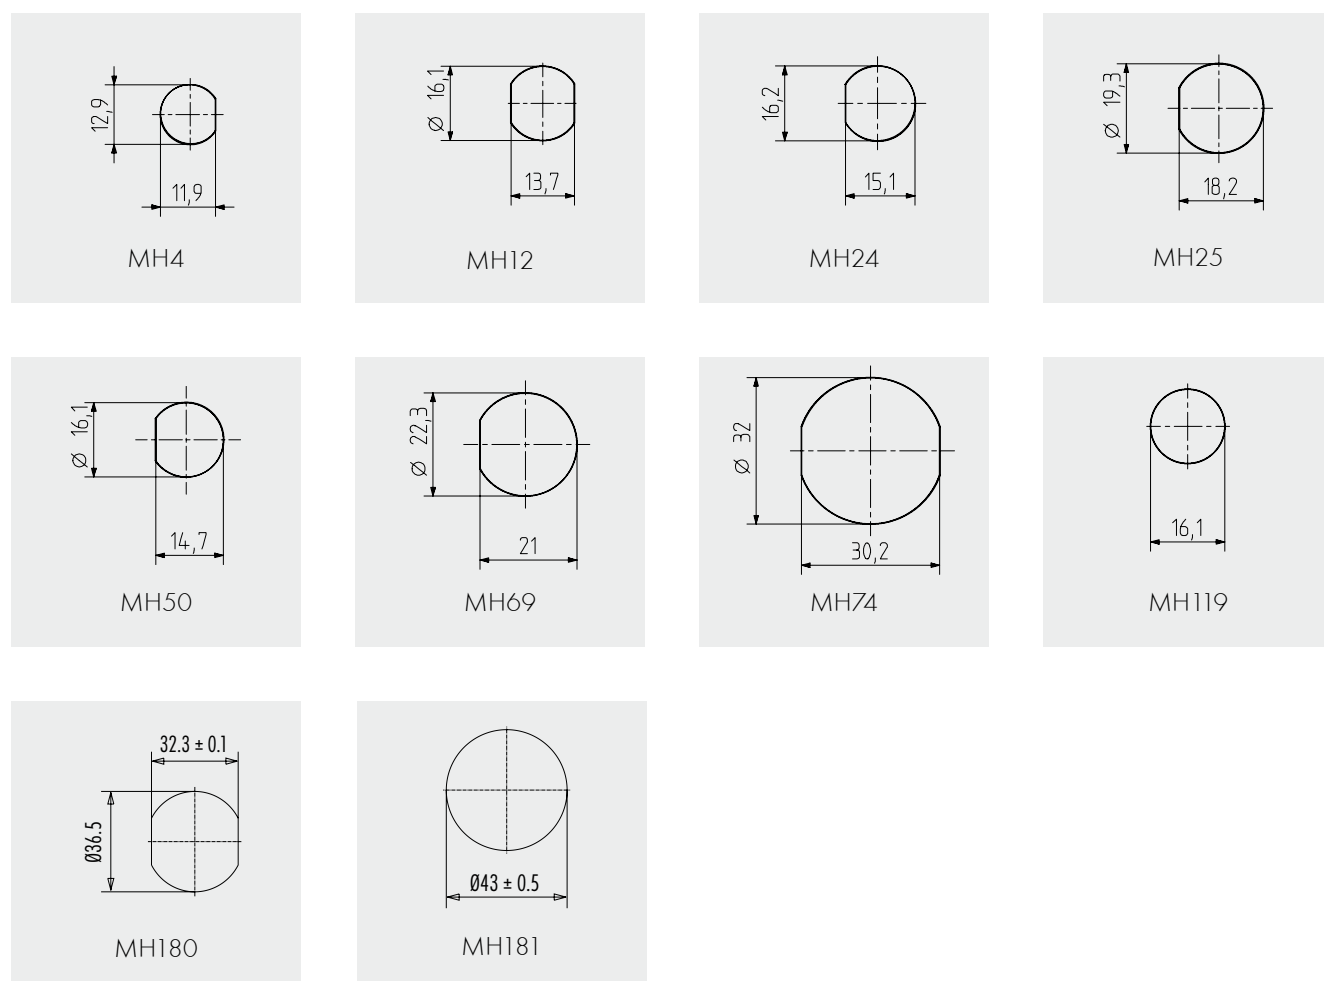 12,9
11,9
MH4
Ø 16,1
13,7
MH12
16,2
15,1
MH24
Ø 19,3
18,2
MH25
Ø 16,1
14,7
MH50
Ø 22,3
21
MH69
Ø 32
30,2
MH74
16,1
MH119
32.3 ± 0.1
Ø36.5
MH180
Ø43 ± 0.5
MH181